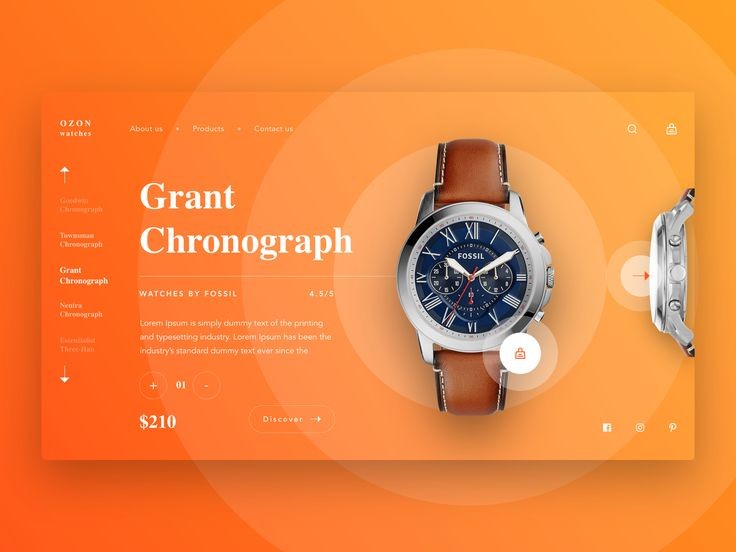 OZON
watches
About us
Products
Contact us
Goodwin
Chronograph
Townsman
Chronograph
Grant
Chronograph
Neutra
Chronograph
Essentialist
Three-Han
Grant
Chronograph
WATCHES BY FOSSIL
4.5/5
Lorem Ipsum is simply dummy text of the printing
and typesetting industry. Lorem Ipsum has been the
industry's standard dummy text ever since the
+ 01 -
$210
Discover
FOSSIL